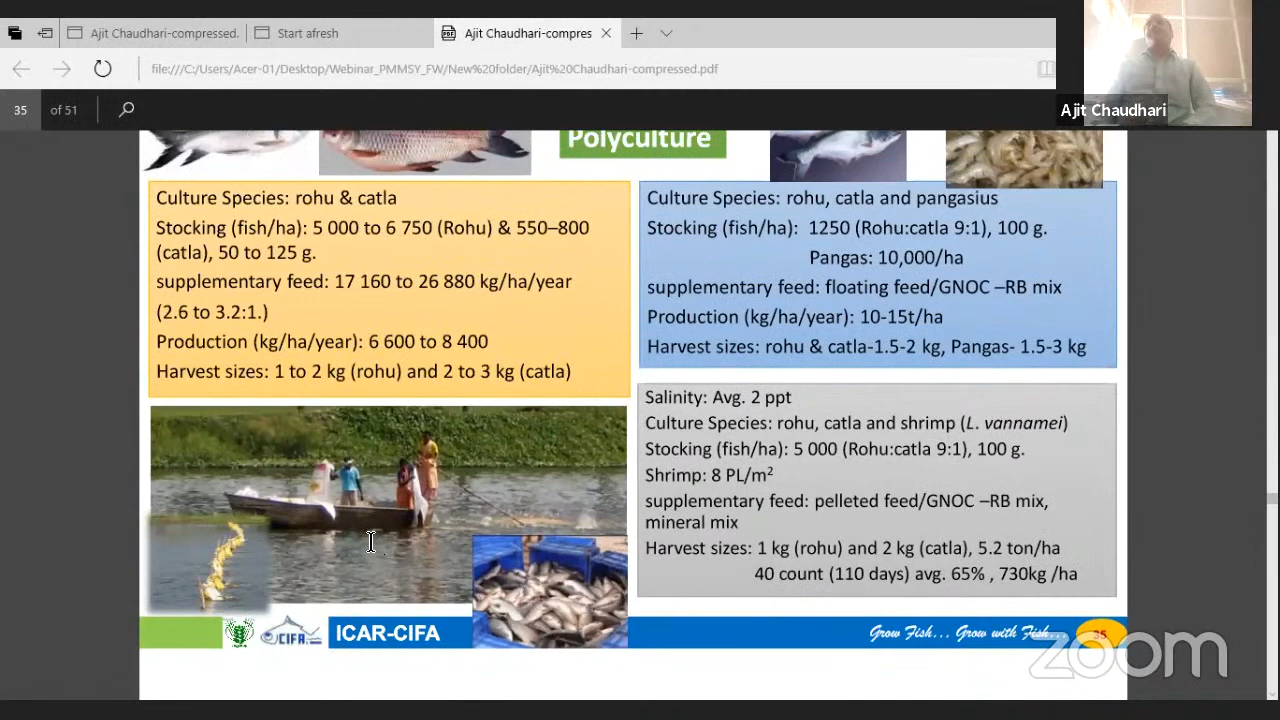 Ajit Chaudhari-compressed.
Start afresh
Ajit Chaudhari-compres
file:///C:/Users/Acer-01/Desktop/Webinar_PMMSY_FW/New%20folder/Ajit%20Chaudhari-compressed.pdf
35 of 51
Ajit Chaudhari
Polyculture
Culture Species: rohu & catla
Stocking (fish/ha): 5 000 to 6 750 (Rohu) & 550–800
(catla), 50 to 125 g.
supplementary feed: 17 160 to 26 880 kg/ha/year
(2.6 to 3.2:1.)
Production (kg/ha/year): 6 600 to 8 400
Harvest sizes: 1 to 2 kg (rohu) and 2 to 3 kg (catla)
Culture Species: rohu, catla and pangasius
Stocking (fish/ha): 1250 (Rohu:catla 9:1), 100 g.
Pangas: 10,000/ha
supplementary feed: floating feed/GNOC –RB mix
Production (kg/ha/year): 10-15t/ha
Harvest sizes: rohu & catla-1.5-2 kg, Pangas- 1.5-3 kg
Salinity: Avg. 2 ppt
Culture Species: rohu, catla and shrimp (L. vannamei)
Stocking (fish/ha): 5 000 (Rohu:catla 9:1), 100 g.
Shrimp: 8 PL/m²
supplementary feed: pelleted feed/GNOC –RB mix,
mineral mix
Harvest sizes: 1 kg (rohu) and 2 kg (catla), 5.2 ton/ha
40 count (110 days) avg. 65% , 730kg /ha
CIFA
ICAR-CIFA
Grow Fish... Grow with Fish...
35
zoom